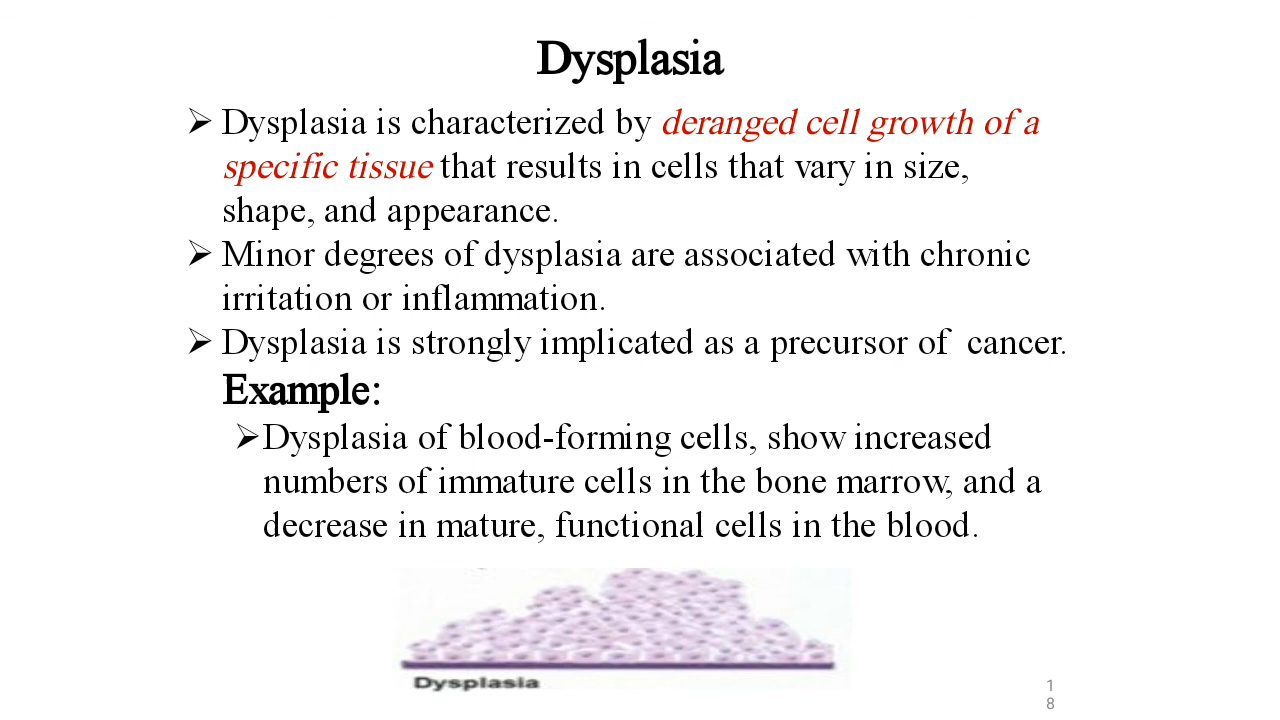 Dysplasia
➢ Dysplasia is characterized by deranged cell growth of a
specific tissue that results in cells that vary in size,
shape, and appearance.
➢ Minor degrees of dysplasia are associated with chronic
irritation or inflammation.
➢ Dysplasia is strongly implicated as a precursor of  cancer.
Example:
➢Dysplasia of blood-forming cells, show increased
numbers of immature cells in the bone marrow, and a
decrease in mature, functional cells in the blood.
Dysplasia
1
8